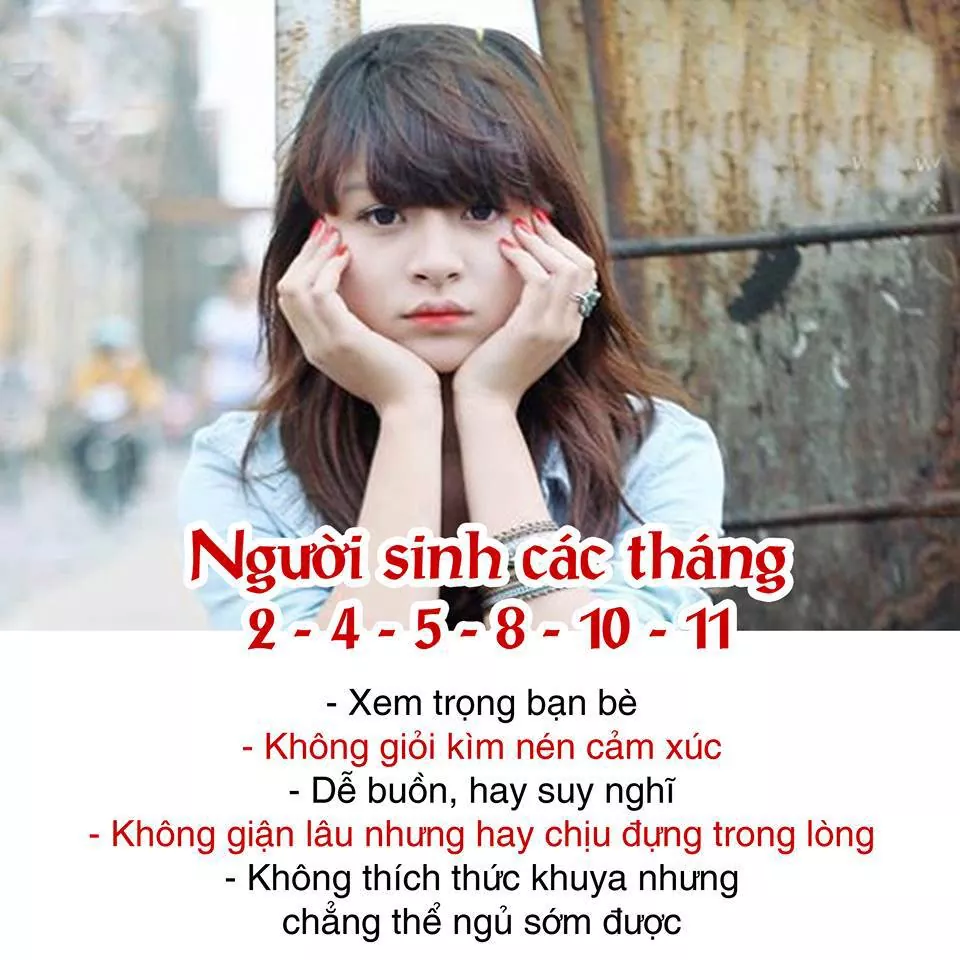 Người sinh các tháng
2 - 4 - 5 - 8 - 10 - 11
- Xem trọng bạn bè
- Không giỏi kìm nén cảm xúc
- Dễ buồn, hay suy nghĩ
- Không giận lâu nhưng hay chịu đựng trong lòng
- Không thích thức khuya nhưng
chẳng thể ngủ sớm được